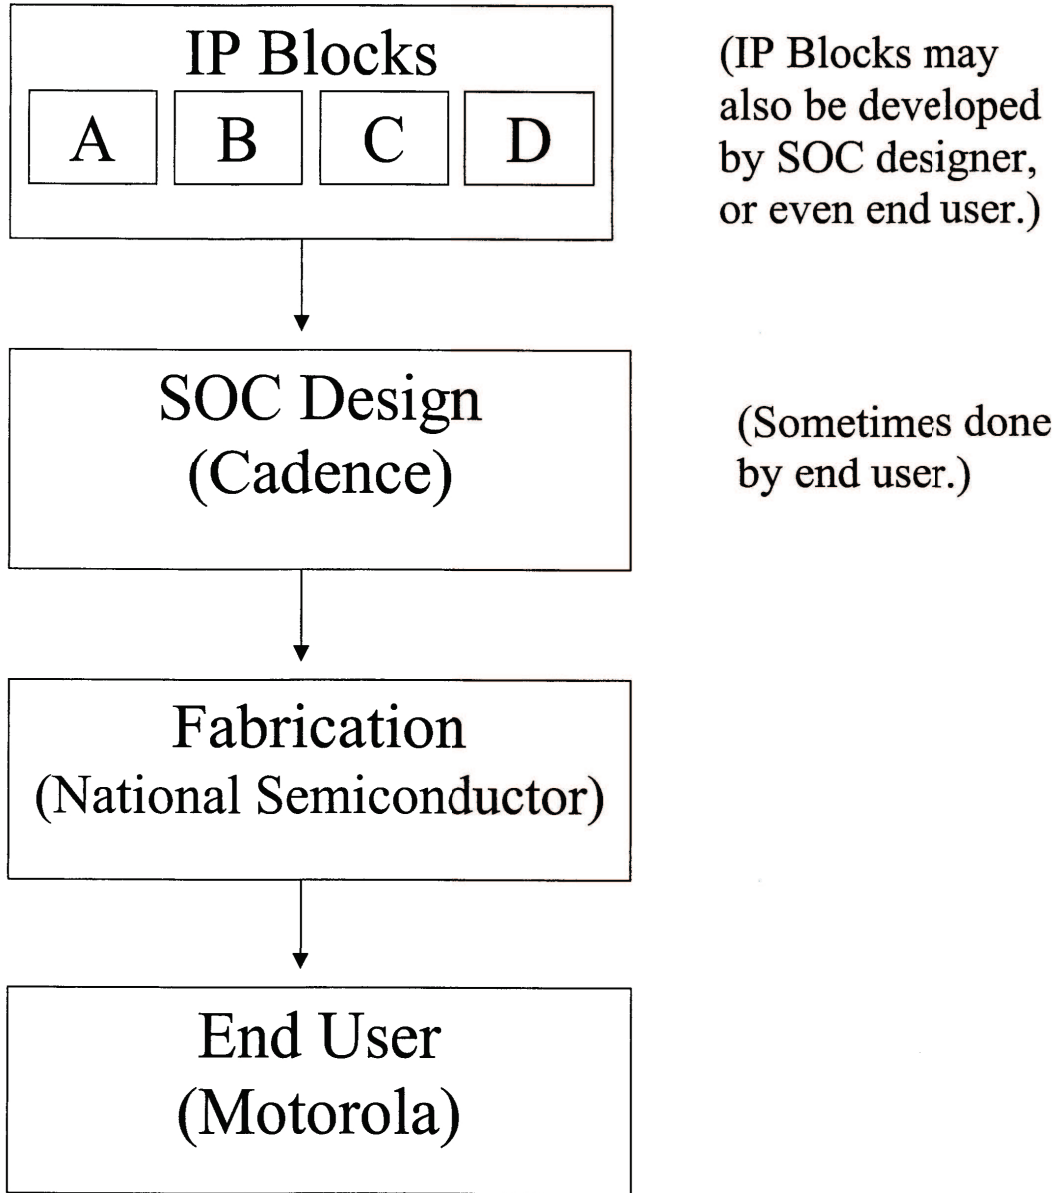 IP Blocks
A B C D
(IP Blocks may
also be developed
by SOC designer,
or even end user.)
SOC Design
(Cadence)
(Sometimes done
by end user.)
Fabrication
(National Semiconductor)
End User
(Motorola)